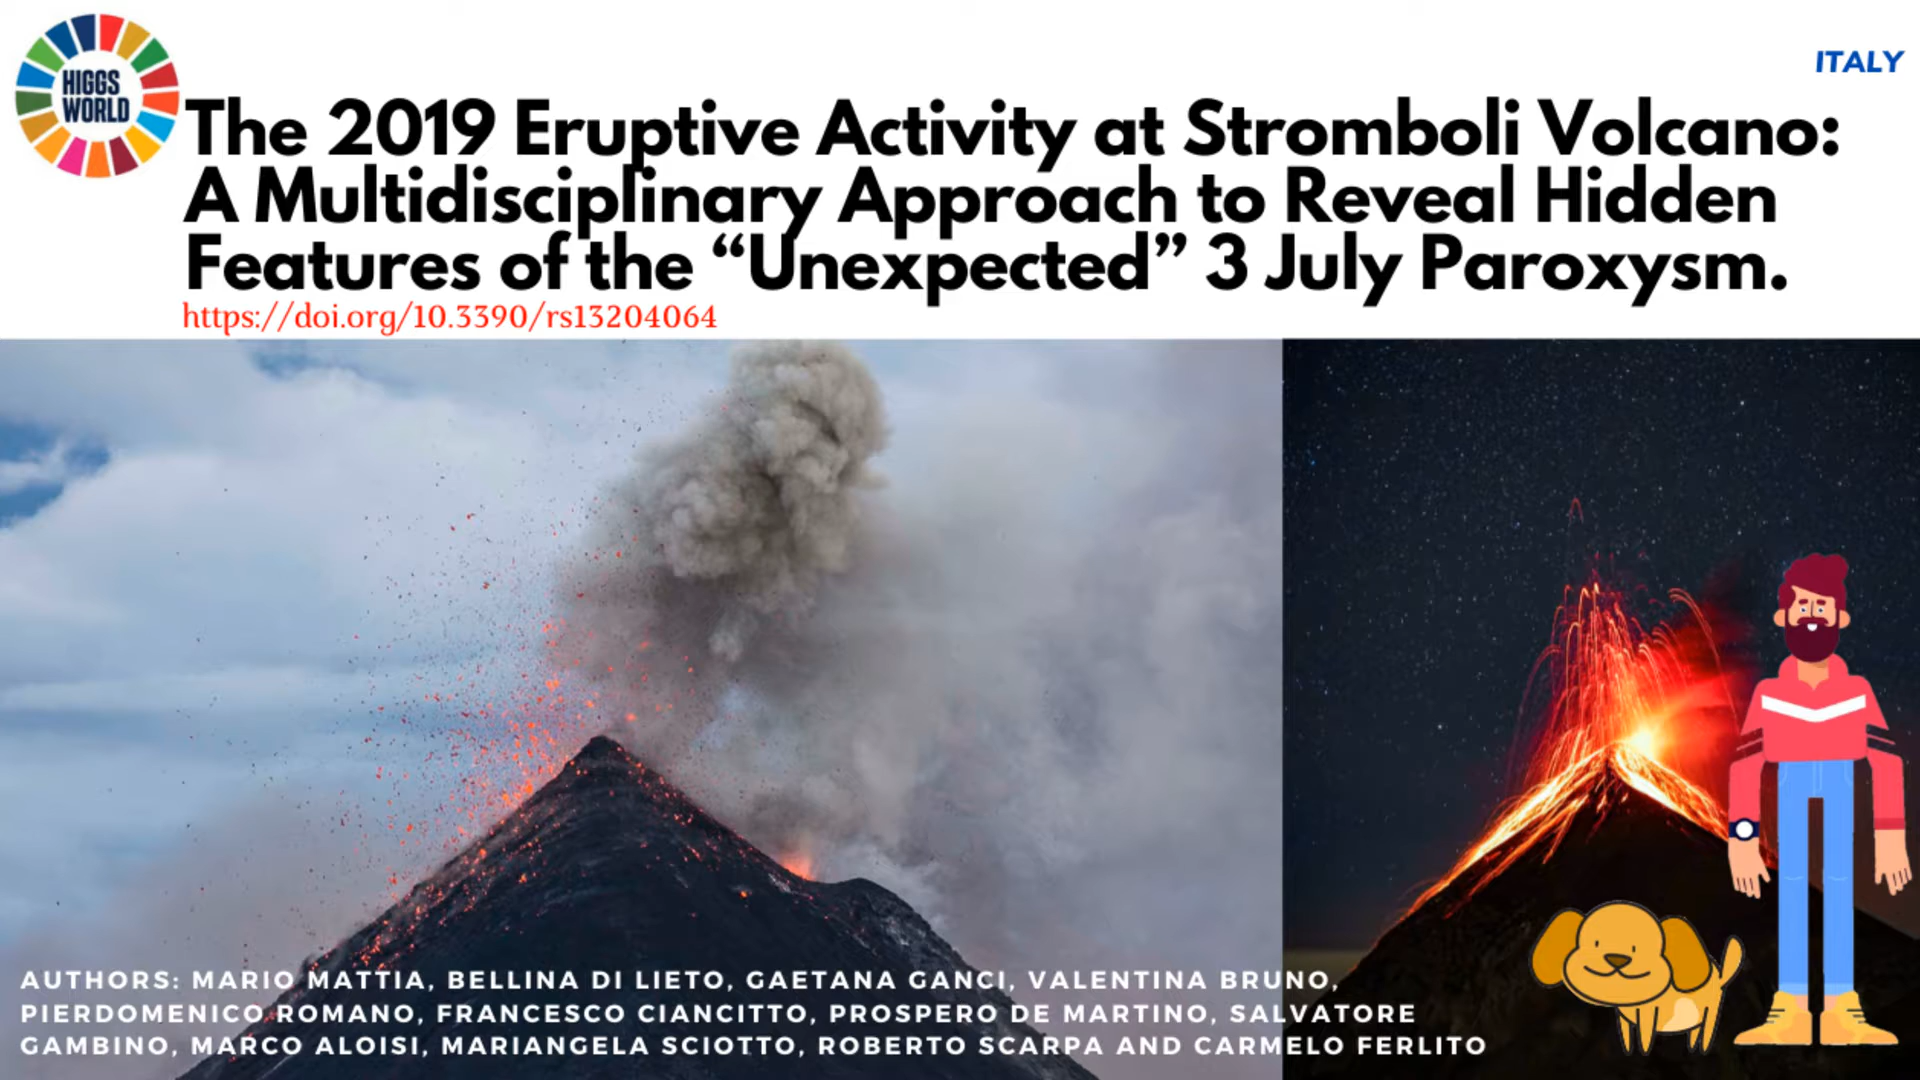 HIGGS
WORLD
ITALY
The 2019 Eruptive Activity at Stromboli Volcano:
A Multidisciplinary Approach to Reveal Hidden
Features of the “Unexpected” 3 July Paroxysm.
https://doi.org/10.3390/rs13204064
AUTHORS: MARIO MATTIA, BELLINA DI LIETO, GAETANA GANCI, VALENTINA BRUNO,
PIERDOMENICO ROMANO, FRANCESCO CIANCITTO, PROSPERO DE MARTINO, SALVATORE
GAMBINO, MARCO ALOISI, MARIANGELA SCIOTTO, ROBERTO SCARPA AND CARMELO FERLITO